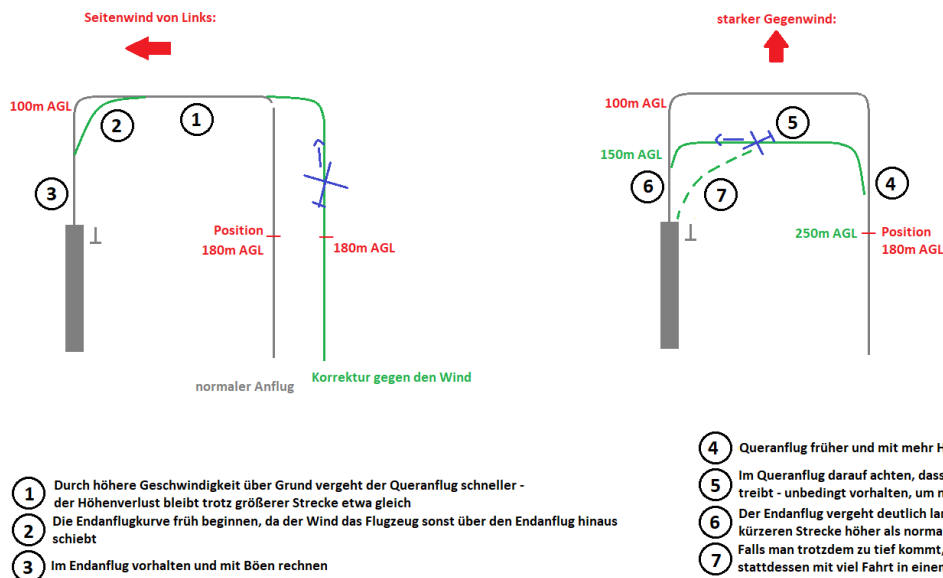 Seitenwind von Links:
100m AGL
2
1
3
Position
180m AGL
180m AGL
normaler Anflug
Korrektur gegen den Wind
1 Durch höhere Geschwindigkeit über Grund vergeht der Queranflug schneller -
der Höhenverlust bleibt trotz größerer Strecke etwa gleich
2 Die Endanflugkurve früh beginnen, da der Wind das Flugzeug sonst über den Endanflug hinaus
schiebt
3 Im Endanflug vorhalten und mit Böen rechnen
starker Gegenwind:
100m AGL
5
150m AGL
6
7
4
250m AGL
Position
180m AGL
4 Queranflug früher und mit mehr H
5 Im Queranflug darauf achten, dass
treibt - unbedingt vorhalten, um n
6 Der Endanflug vergeht deutlich lan
kürzeren Strecke höher als norma
7 Falls man trotzdem zu tief kommt,
stattdessen mit viel Fahrt in einen